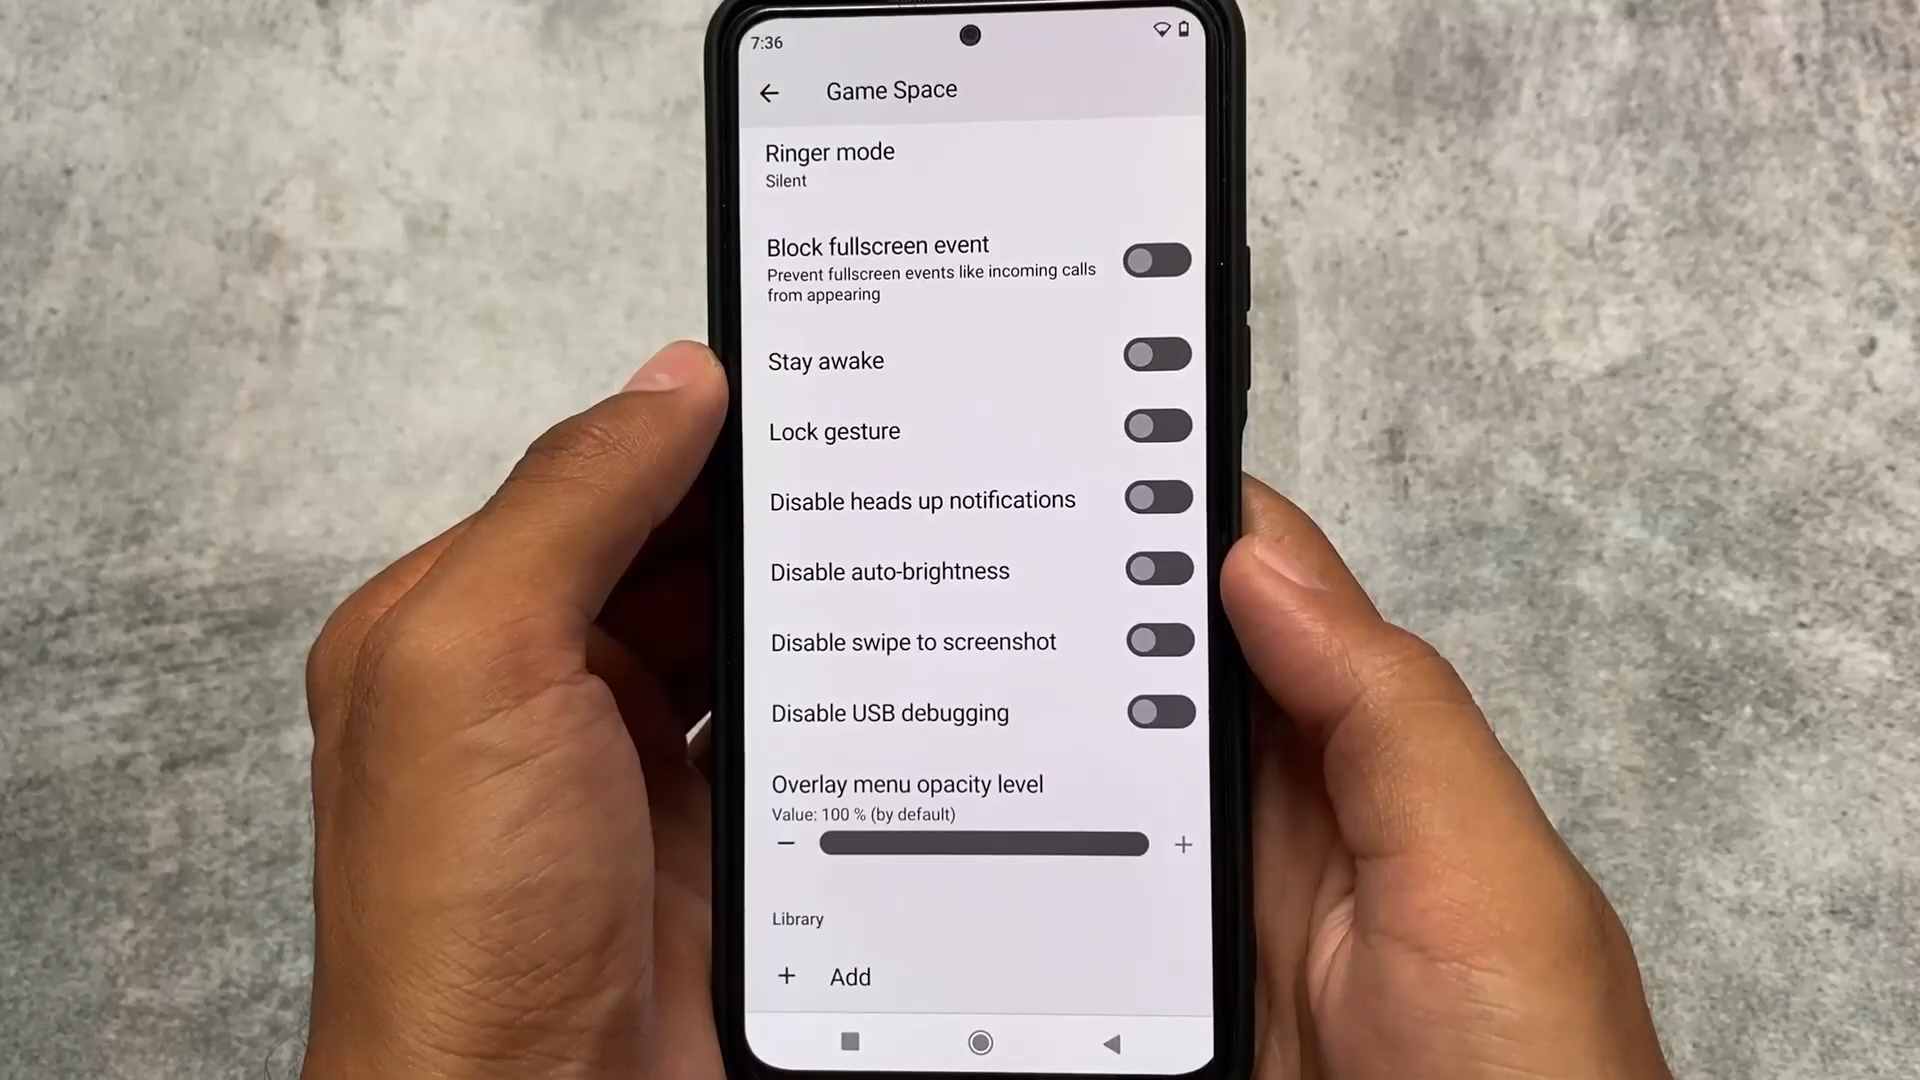 7:36
Game Space
Ringer mode
Silent
Block fullscreen event
Prevent fullscreen events like incoming calls
from appearing
Stay awake
Lock gesture
Disable heads up notifications
Disable auto-brightness
Disable swipe to screenshot
Disable USB debugging
Overlay menu opacity level
Value: 100 % (by default)
− +
Library
+ Add